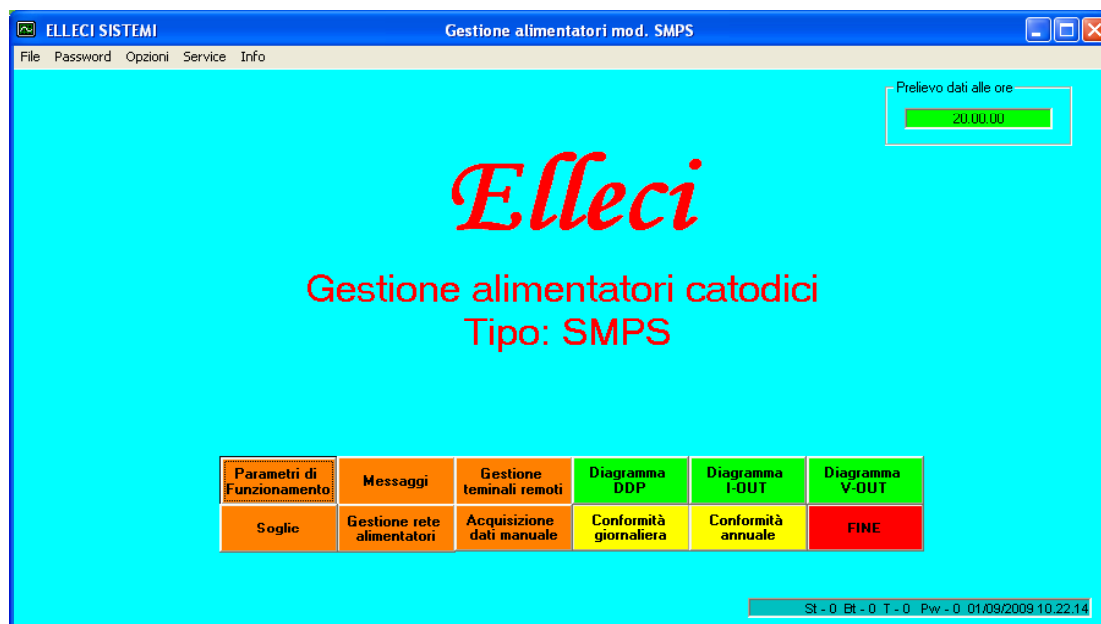 ELLECI SISTEMI Gestione alimentatori mod. SMPS
File Password Opzioni Service Info
Prelievo dati alle ore
20.00.00
Elleci
Gestione alimentatori catodici
Tipo: SMPS
Parametri di Funzionamento
Messaggi
Gestione teminali remoti
Diagramma DDP
Diagramma I-OUT
Diagramma V-OUT
Soglie
Gestione rete alimentatori
Acquisizione dati manuale
Conformità giornaliera
Conformità annuale
FINE
St - 0 Bt - 0 T - 0 Pw - 0 01/09/2009 10.22.14